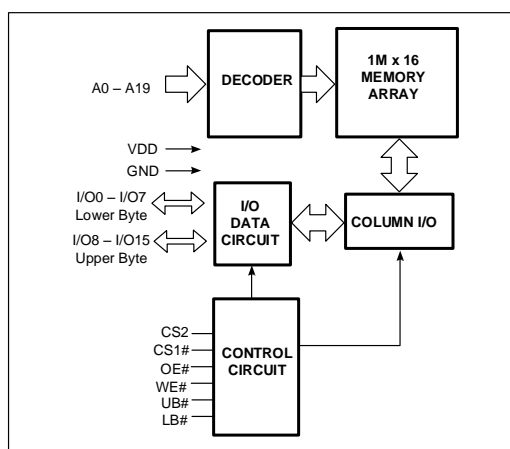 A0 – A19
DECODER
1M x 16
MEMORY
ARRAY
VDD
GND
I/O0 – I/O7
Lower Byte
I/O8 – I/O15
Upper Byte
I/O
DATA
CIRCUIT
COLUMN I/O
CS2
CS1#
OE#
WE#
UB#
LB#
CONTROL
CIRCUIT